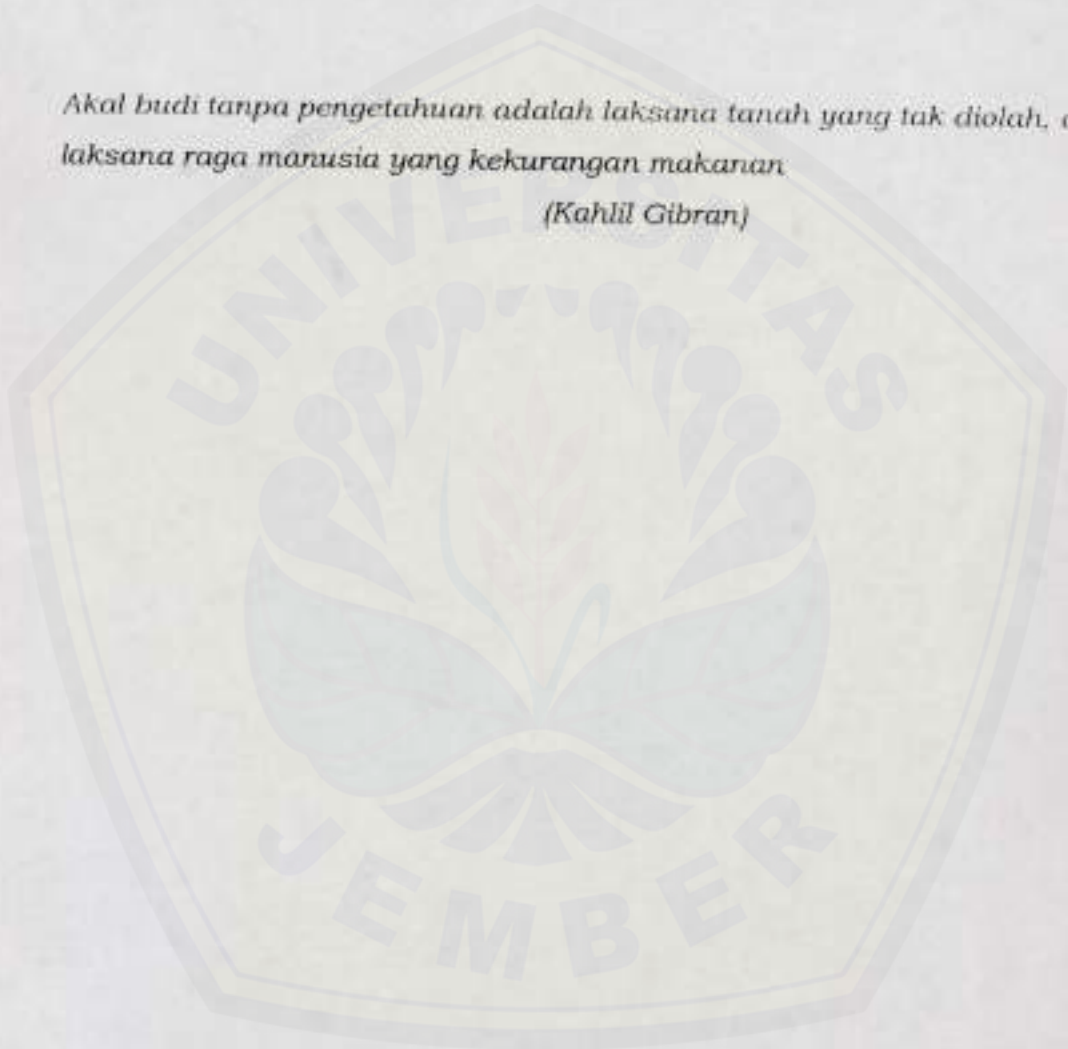 Akal budi tanpa pengetahuan adalah laksana tanah yang tak diolah,
laksana raga manusia yang kekurangan makanan
(Kahlil Gibran)
UNIVERSITAS
JEMBER